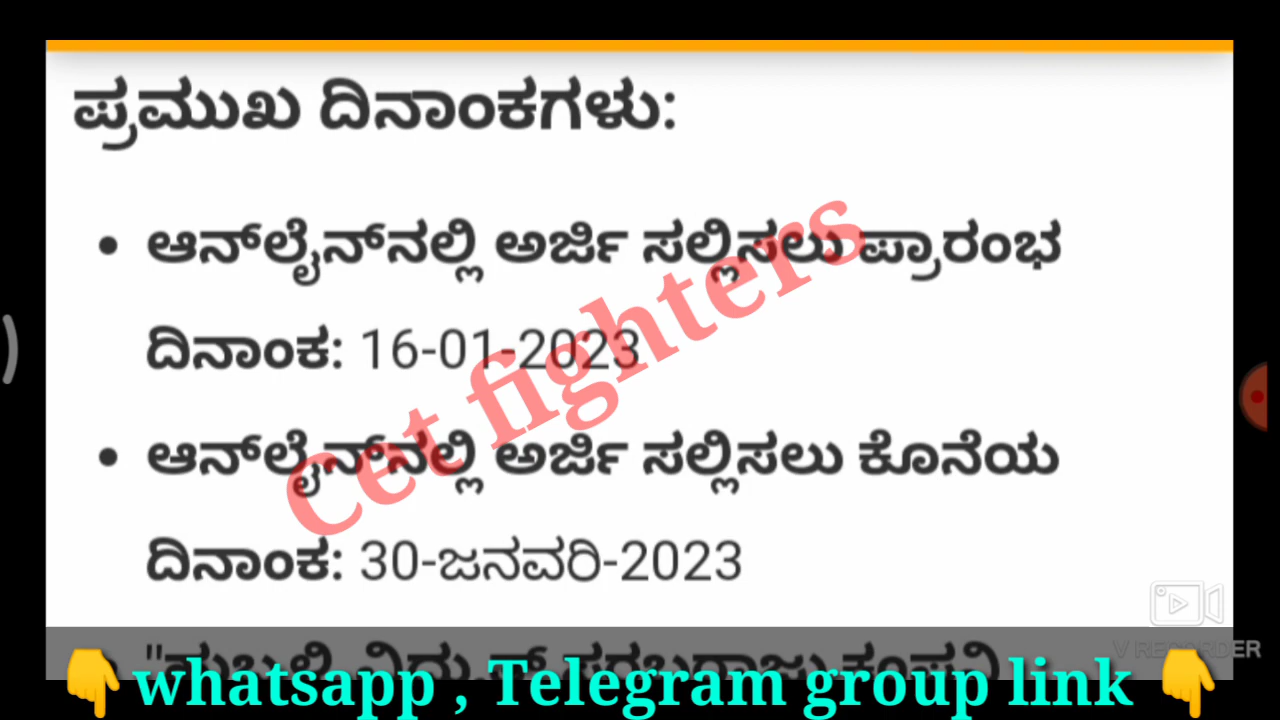 ಪ್ರಮುಖ ದಿನಾಂಕಗಳು:
• ಆನ್‌ಲೈನ್‌ನಲ್ಲಿ ಅರ್ಜಿ ಸಲ್ಲಿಸಲು ಪ್ರಾರಂಭ
ದಿನಾಂಕ: 16-01-2023
Cet fighters
• ಆನ್‌ಲೈನ್‌ನಲ್ಲಿ ಅರ್ಜಿ ಸಲ್ಲಿಸಲು ಕೊನೆಯ
ದಿನಾಂಕ: 30-ಜನವರಿ-2023
V RECORDER
👇 whatsapp , Telegram group link 👇